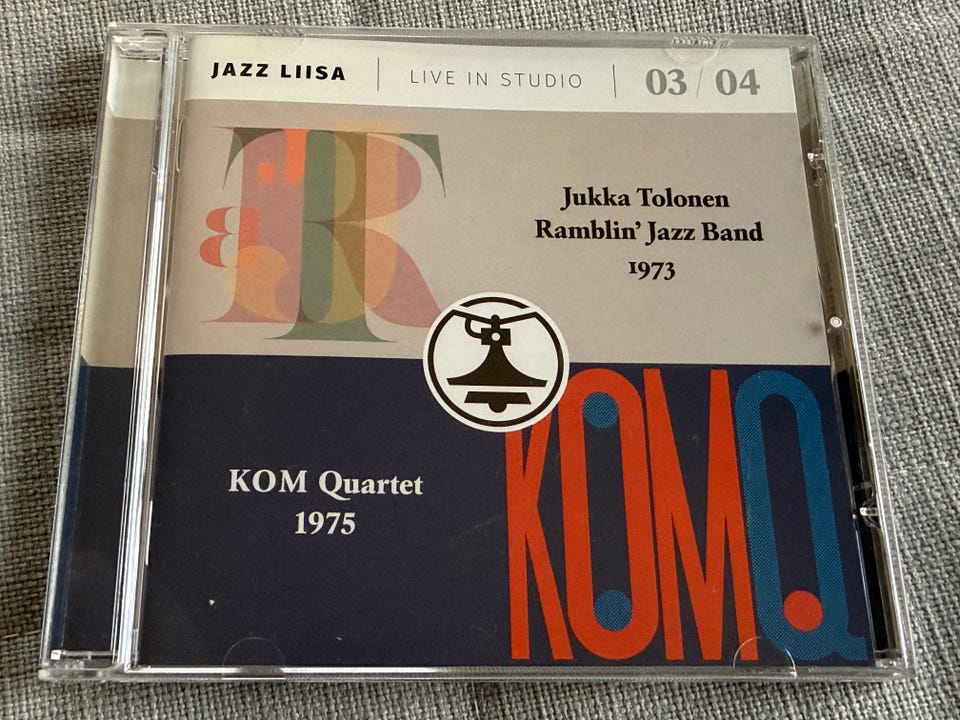 JAZZ LIISA | LIVE IN STUDIO | 03 / 04
Jukka Tolonen
Ramblin' Jazz Band
1973
KOM Quartet
1975
KOMQ